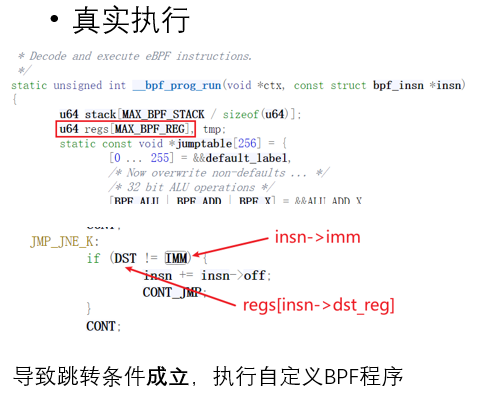 • 真实执行
* Decode and execute eBPF instructions.
*/
static unsigned int __bpf_prog_run(void *ctx, const struct bpf_insn *insn)
{
u64 stack[MAX_BPF_STACK / sizeof(u64)];
u64 regs[MAX_BPF_REG], tmp;
static const void *jumptable[256] = {
[0 ... 255] = &&default_label,
/* Now overwrite non-defaults ... */
/* 32 bit ALU operations */
[BPF_ALU | BPF_ADD | BPF_X] = &&ALU_ADD_X
CONT;
JMP_JNE_K:
if (DST != IMM) {
insn->imm
insn += insn->off;
CONT_JMP;
regs[insn->dst_reg]
}
CONT;
导致跳转条件成立，执行自定义BPF程序